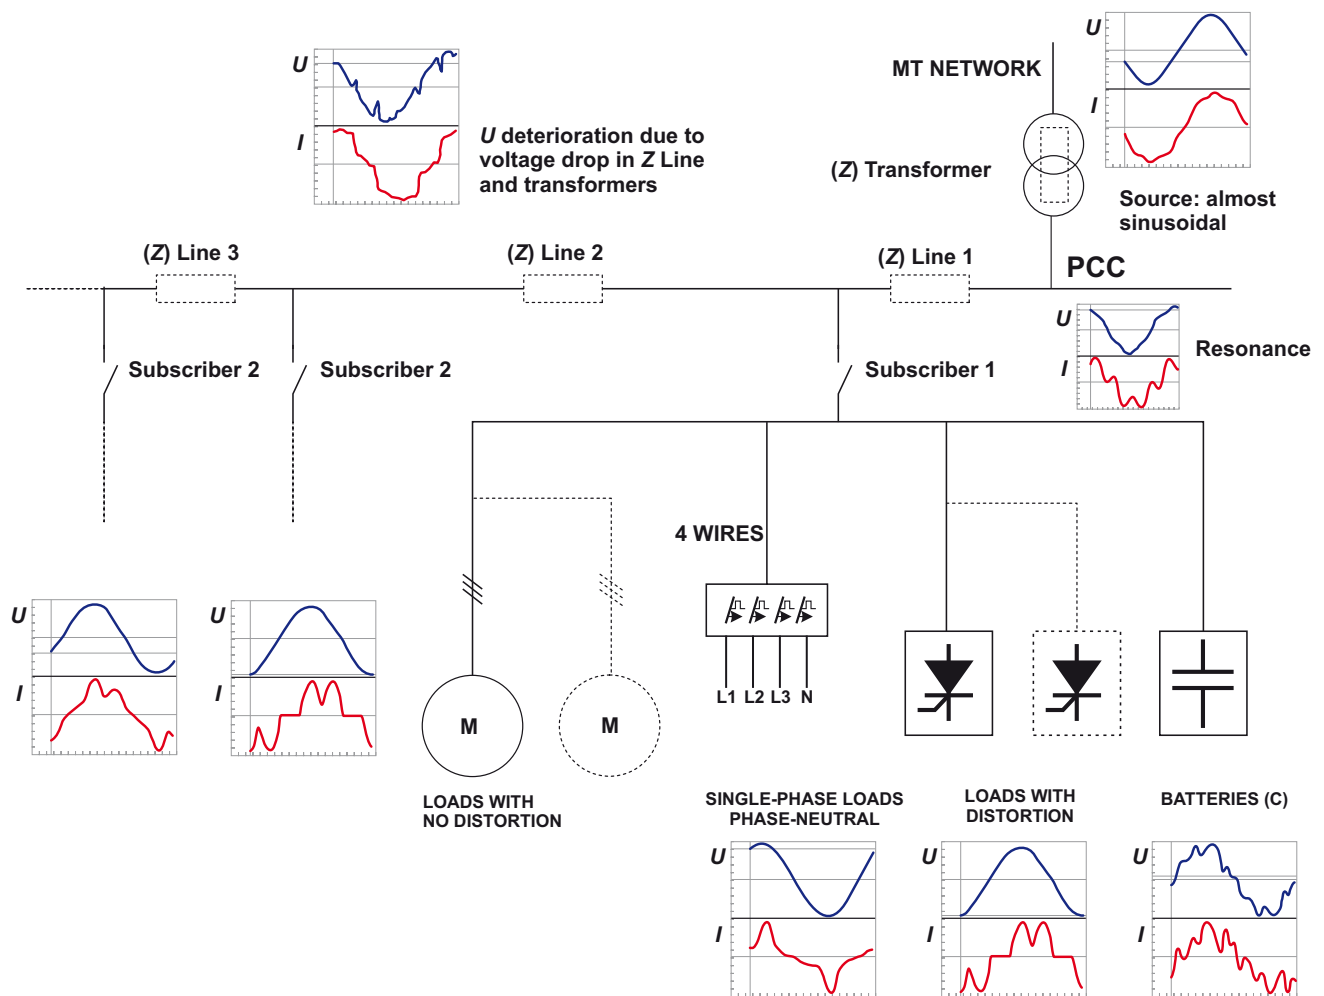 U
I
U deterioration due to
voltage drop in Z Line
and transformers
MT NETWORK
(Z) Transformer
U
I
Source: almost
sinusoidal
(Z) Line 3
(Z) Line 2
(Z) Line 1
PCC
U
I
Resonance
Subscriber 2
Subscriber 2
Subscriber 1
4 WIRES
L1 L2 L3 N
U
I
U
I
M
M
LOADS WITH
NO DISTORTION
SINGLE-PHASE LOADS
PHASE-NEUTRAL
LOADS WITH
DISTORTION
BATTERIES (C)
U
I
U
I
U
I